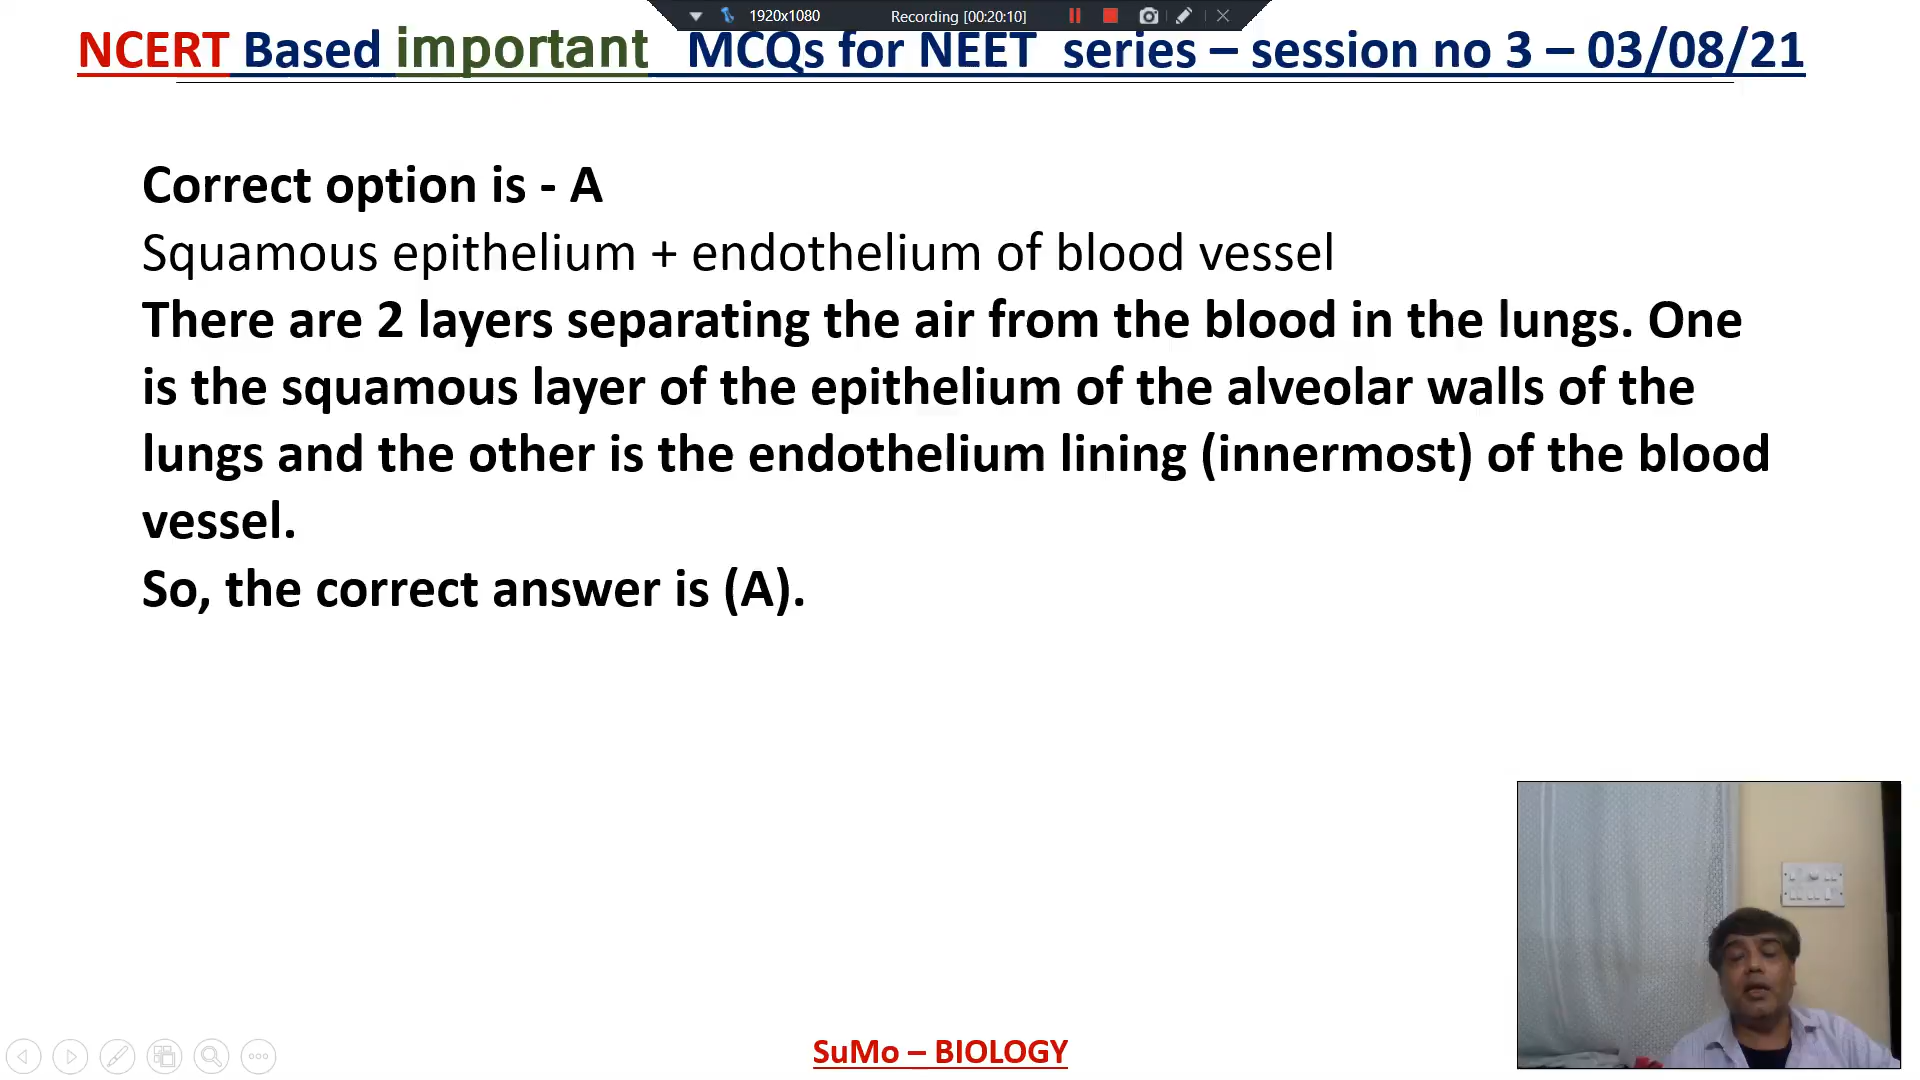 1920x1080 Recording [00:20:10]
NCERT Based important MCQs for NEET series – session no 3 – 03/08/21
Correct option is - A
Squamous epithelium + endothelium of blood vessel
There are 2 layers separating the air from the blood in the lungs. One
is the squamous layer of the epithelium of the alveolar walls of the
lungs and the other is the endothelium lining (innermost) of the blood
vessel.
So, the correct answer is (A).
SuMo – BIOLOGY